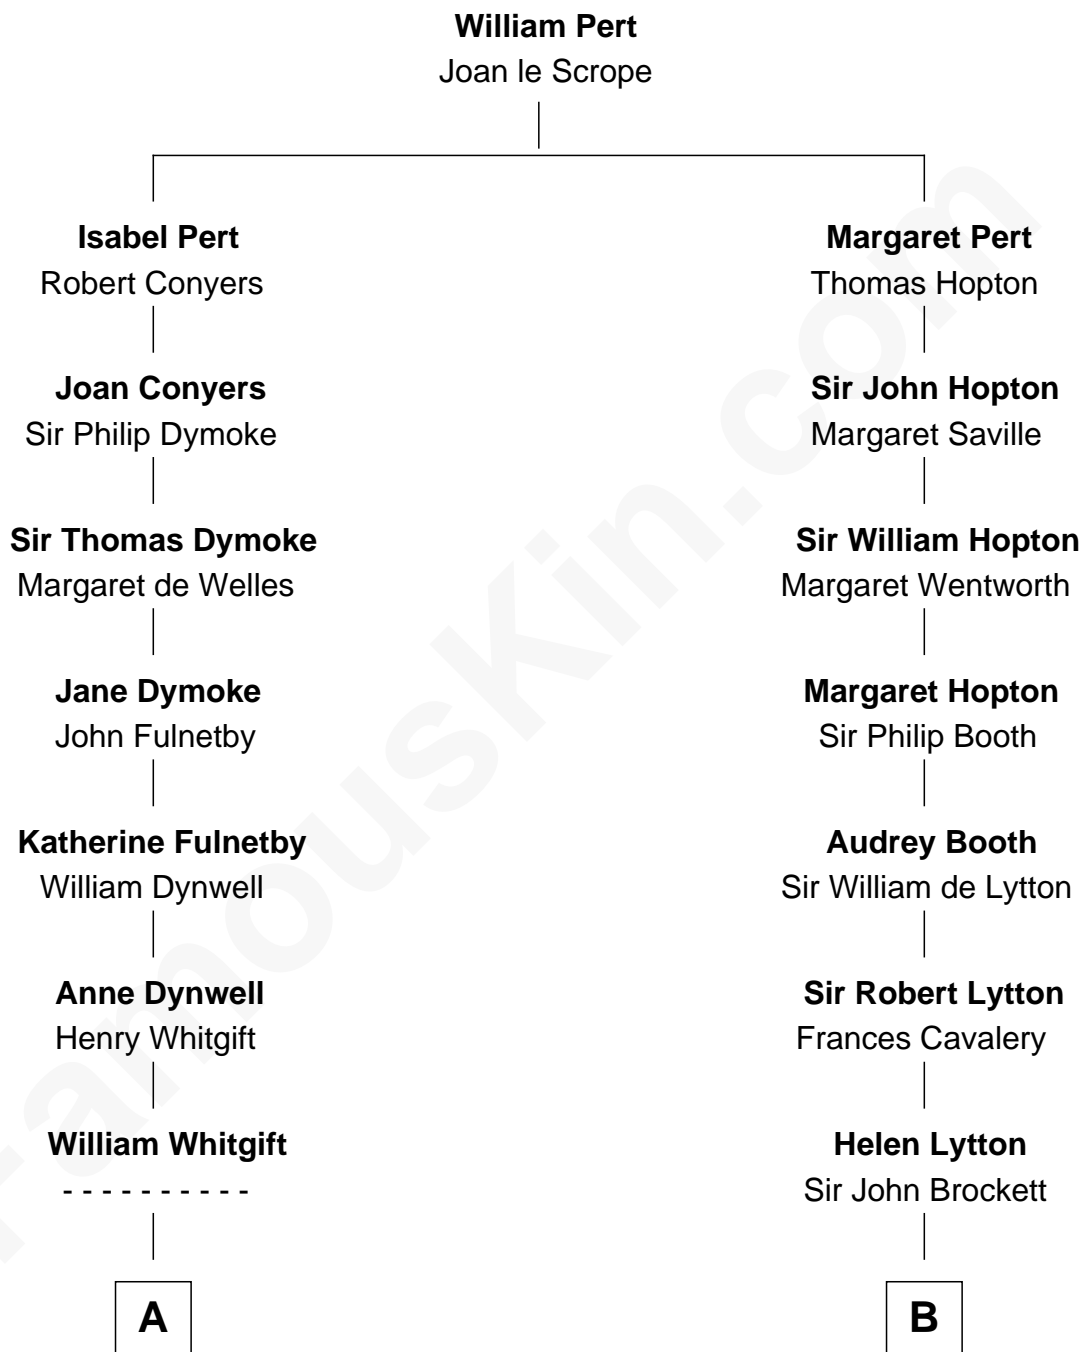 William Pert
Joan le Scrope
Isabel Pert
Robert Conyers
Margaret Pert
Thomas Hopton
Joan Conyers
Sir Philip Dymoke
Sir John Hopton
Margaret Saville
Sir Thomas Dymoke
Margaret de Welles
Sir William Hopton
Margaret Wentworth
Jane Dymoke
John Fulnetby
Margaret Hopton
Sir Philip Booth
Katherine Fulnetby
William Dynwell
Audrey Booth
Sir William de Lytton
Anne Dynwell
Henry Whitgift
Sir Robert Lytton
Frances Cavalery
William Whitgift
- - - - - - - - - -
Helen Lytton
Sir John Brockett
A
B
FamousKin.com